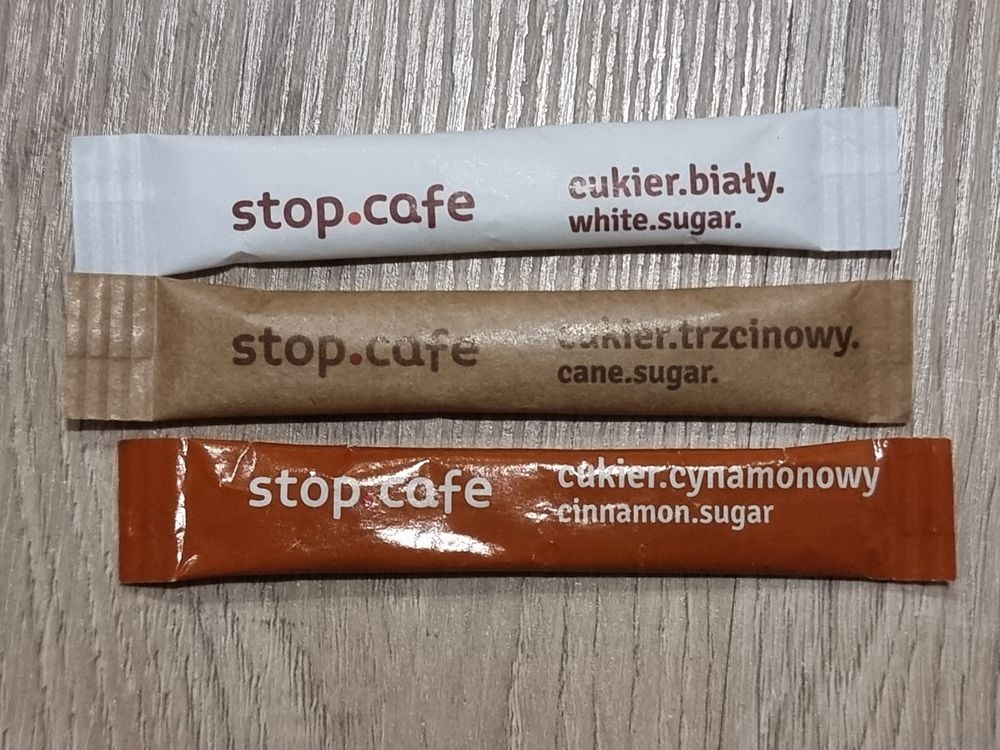 stop.cafe
cukier.biały.
white.sugar.
stop.cafe
cukier.trzcinowy.
cane.sugar.
stop.cafe
cukier.cynamonowy
cinnamon.sugar